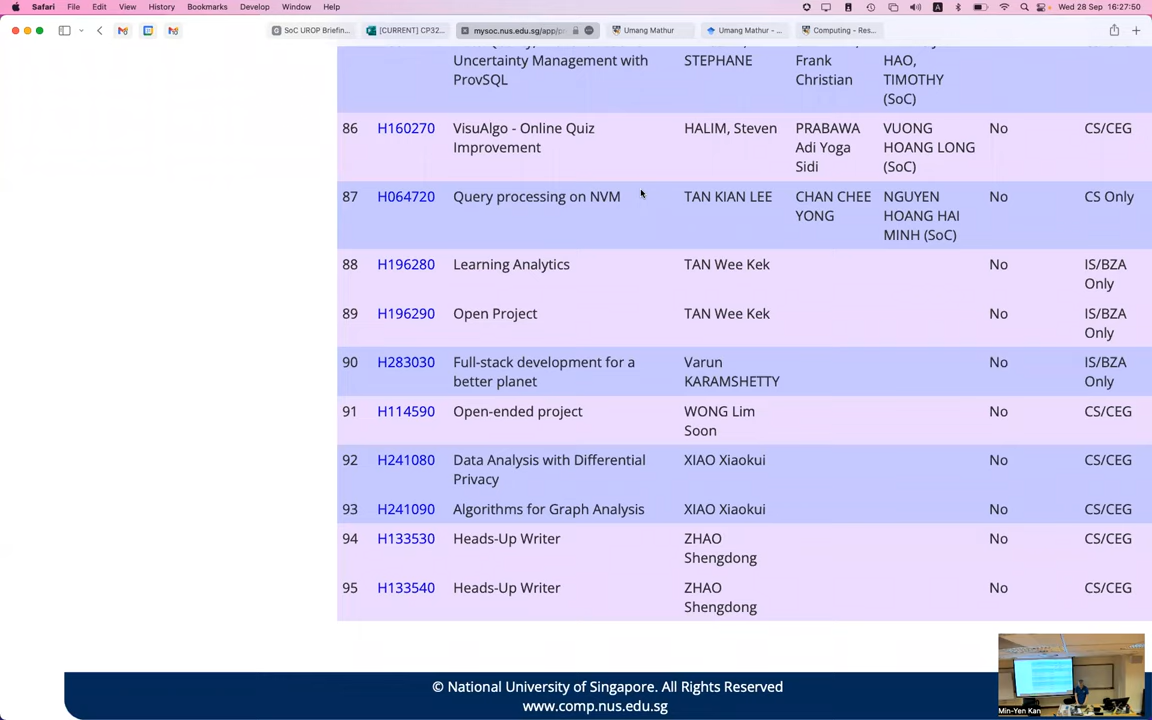 Safari File Edit View History Bookmarks Develop Window Help A Wed 28 Sep 16:27:50
SoC UROP Briefin... [CURRENT] CP32... mysoc.nus.edu.sg/app/p Umang Mathur Umang Mathur - ... Computing - Res...
Uncertainty Management with STEPHANE Frank HAO,
ProvSQL Christian TIMOTHY
(SoC)
86 H160270 VisuAlgo - Online Quiz HALIM, Steven PRABAWA VUONG No CS/CEG
Improvement Adi Yoga HOANG LONG
Sidi (SoC)
87 H064720 Query processing on NVM TAN KIAN LEE CHAN CHEE NGUYEN No CS Only
YONG HOANG HAI
MINH (SoC)
88 H196280 Learning Analytics TAN Wee Kek No IS/BZA
Only
89 H196290 Open Project TAN Wee Kek No IS/BZA
Only
90 H283030 Full-stack development for a Varun No IS/BZA
better planet KARAMSHETTY Only
91 H114590 Open-ended project WONG Lim No CS/CEG
Soon
92 H241080 Data Analysis with Differential XIAO Xiaokui No CS/CEG
Privacy
93 H241090 Algorithms for Graph Analysis XIAO Xiaokui No CS/CEG
94 H133530 Heads-Up Writer ZHAO No CS/CEG
Shengdong
95 H133540 Heads-Up Writer ZHAO No CS/CEG
Shengdong
© National University of Singapore. All Rights Reserved
www.comp.nus.edu.sg
Min-Yen Kan